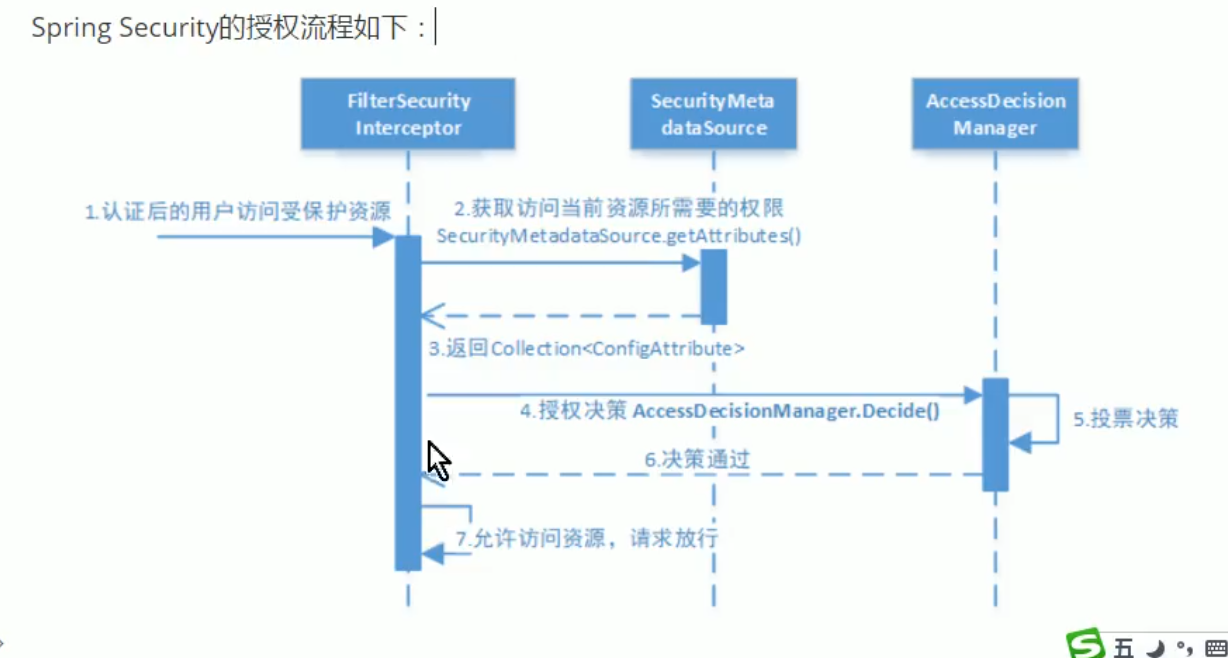 Spring Security的授权流程如下：
FilterSecurity
Interceptor
SecurityMeta
dataSource
AccessDecision
Manager
1.认证后的用户访问受保护资源
2.获取访问当前资源所需要的权限
SecurityMetadataSource.getAttributes()
3.返回Collection<ConfigAttribute>
4.授权决策 AccessDecisionManager.Decide()
5.投票决策
6.决策通过
7.允许访问资源，请求放行
S 五